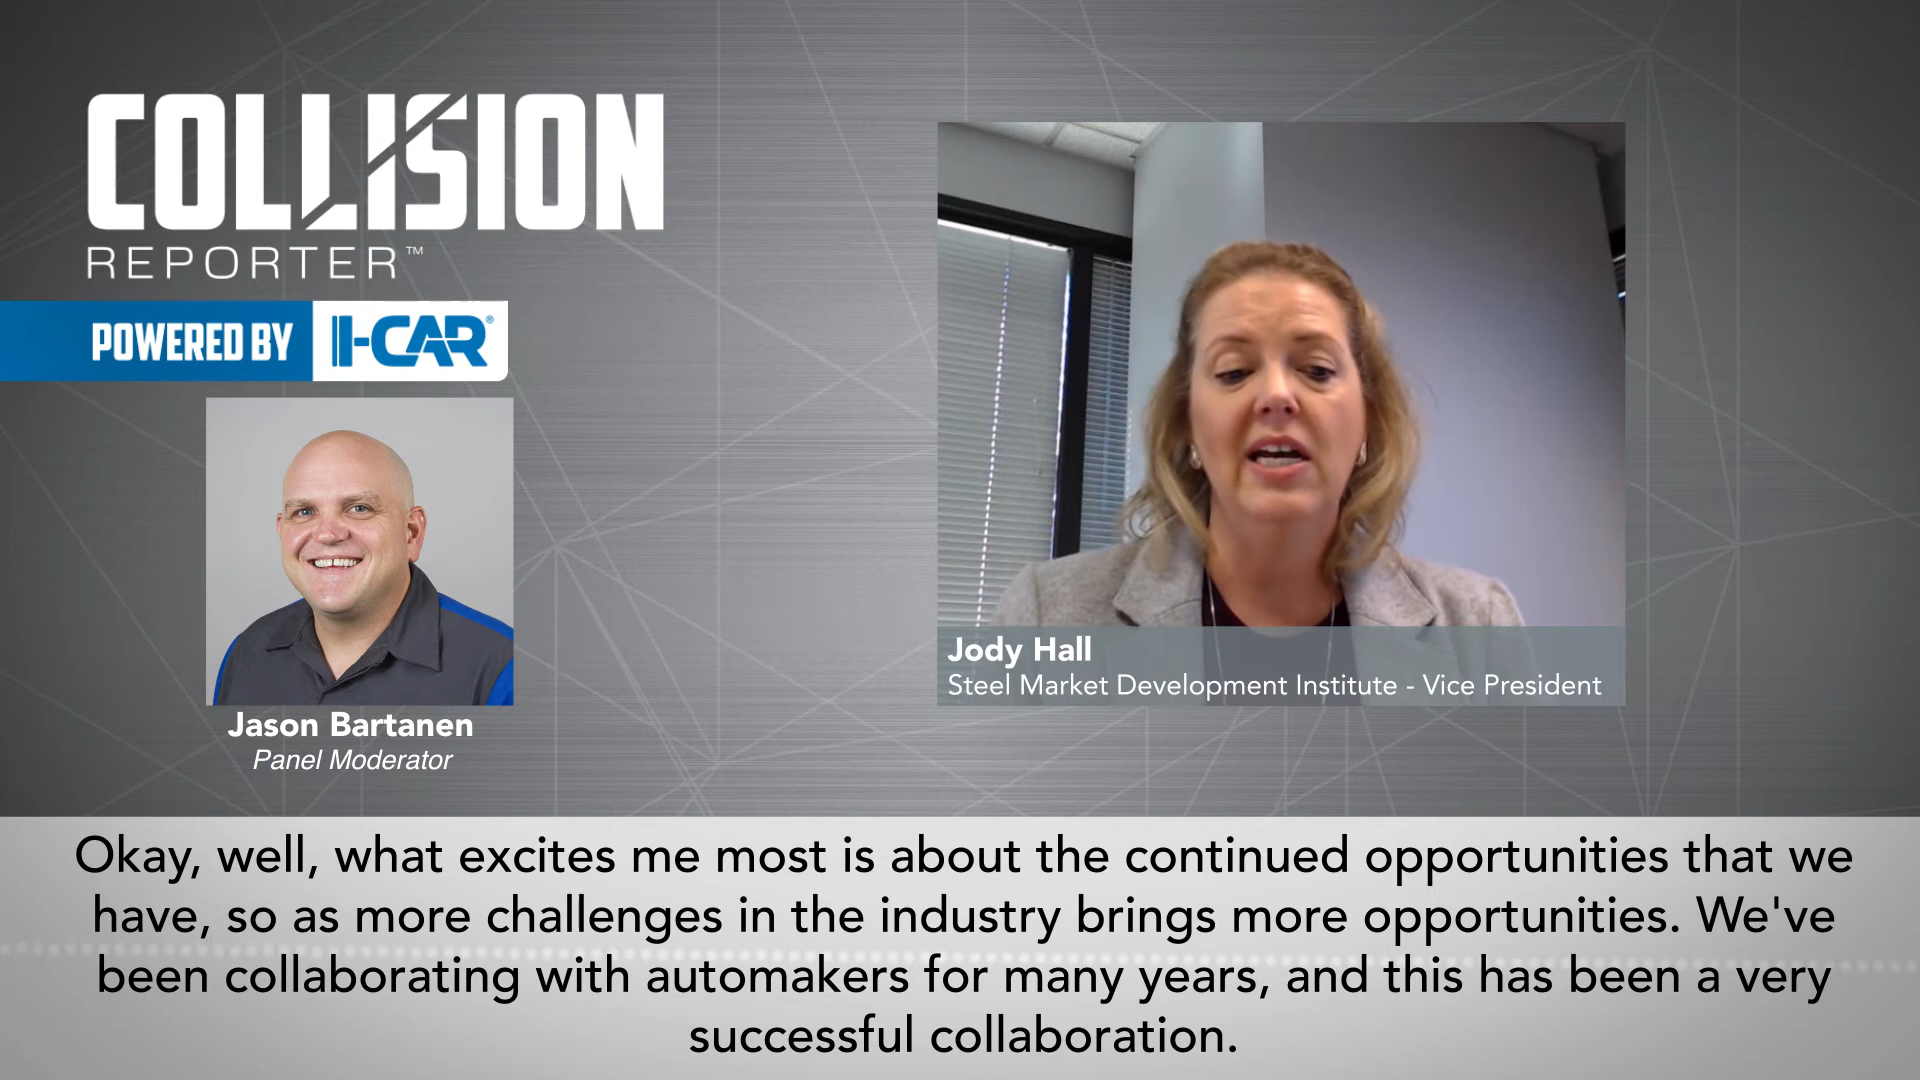 COLLISION
REPORTER™
POWERED BY I-CAR®
Jason Bartanen
Panel Moderator
Jody Hall
Steel Market Development Institute - Vice President
Okay, well, what excites me most is about the continued opportunities that we
have, so as more challenges in the industry brings more opportunities. We've
been collaborating with automakers for many years, and this has been a very
successful collaboration.